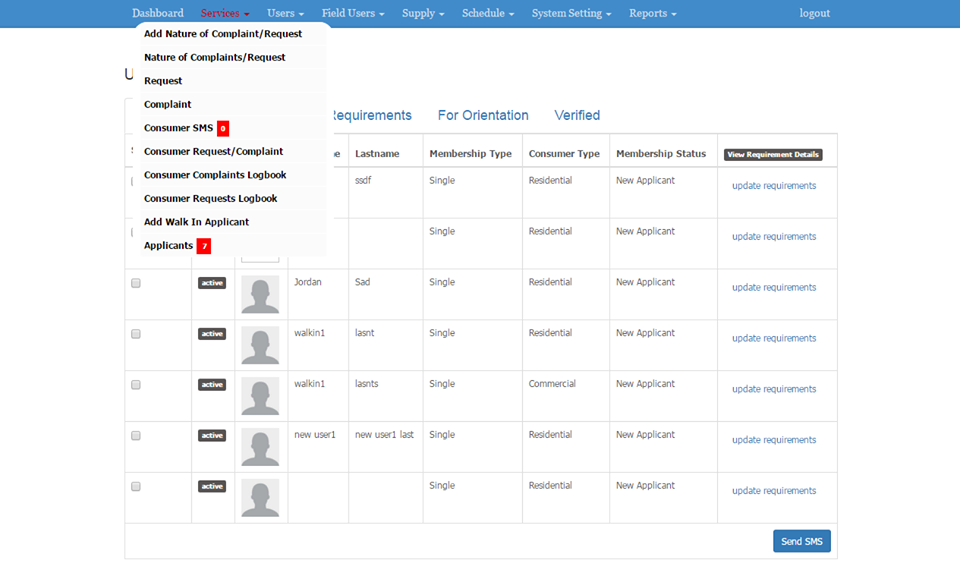 Dashboard Services Users Field Users Supply Schedule System Setting Reports logout
Add Nature of Complaint/Request
Nature of Complaints/Request
Request
Complaint
Consumer SMS 0
Consumer Request/Complaint
Consumer Complaints Logbook
Consumer Requests Logbook
Add Walk In Applicant
Applicants 7
Requirements For Orientation Verified
Lastname Membership Type Consumer Type Membership Status View Requirement Details
ssdf Single Residential New Applicant update requirements
Single Residential New Applicant update requirements
active Jordan Sad Single Residential New Applicant update requirements
active walkin1 lasnt Single Residential New Applicant update requirements
active walkin1 lasnts Single Commercial New Applicant update requirements
active new user1 new user1 last Single Residential New Applicant update requirements
active Single Residential New Applicant update requirements
Send SMS